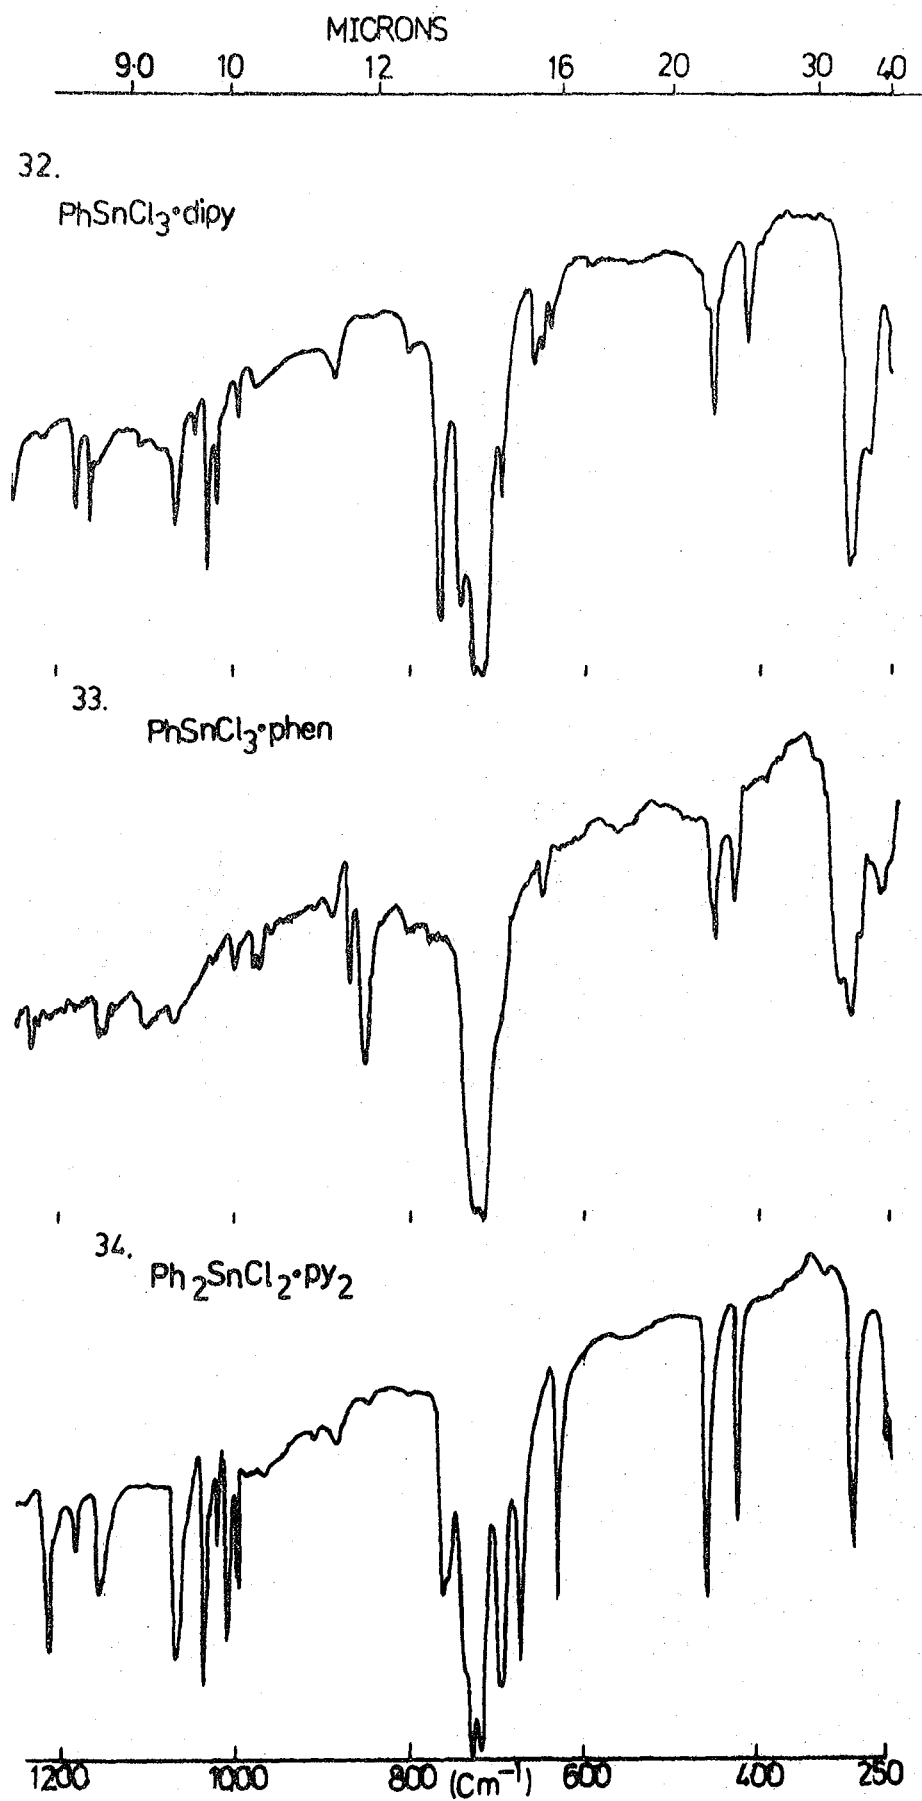 MICRONS
9·0 10 12 16 20 30 40
32.
PhSnCl3·dipy
33.
PhSnCl3·phen
34.
Ph2SnCl2·py2
1200 1000 800 (Cm-1) 600 400 250